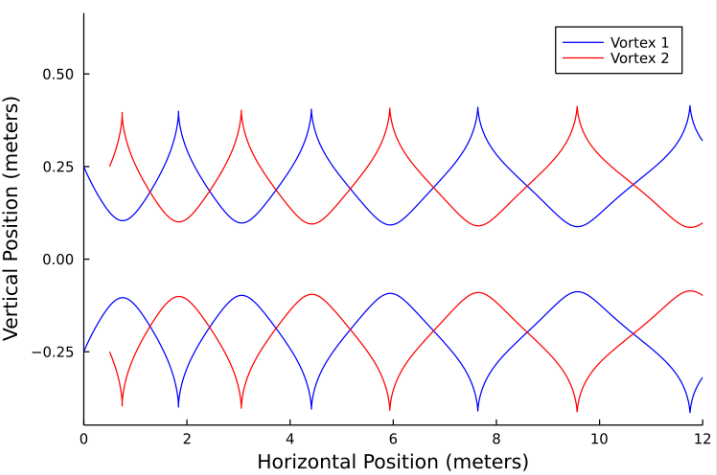 Vortex 1
Vortex 2
0.50
0.25
0.00
−0.25
Vertical Position (meters)
0 2 4 6 8 10 12
Horizontal Position (meters)